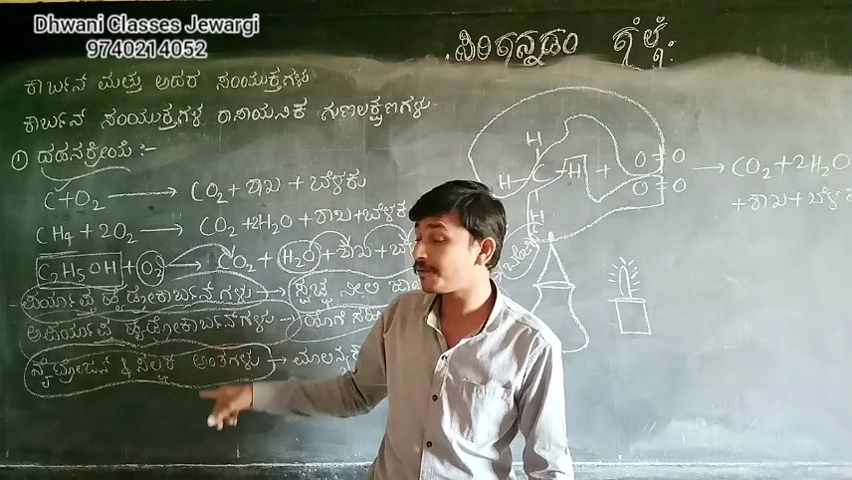 Dhwani Classes Jewargi
9740214052
ಸಿರಿಗನ್ನಡಂ ಗೆಲ್ಗೆ.
ಕಾರ್ಬನ್ ಮತ್ತು ಅದರ ಸಂಯುಕ್ತಗಳು
ಕಾರ್ಬನ್ ಸಂಯುಕ್ತಗಳ ರಾಸಾಯನಿಕ ಗುಣಲಕ್ಷಣಗಳು
① ದಹನಕ್ರಿಯೆ :-
C+O₂ → CO₂ + ಶಾಖ + ಬೆಳಕು
CH₄ + 2O₂ → CO₂ +2H₂O +ಶಾಖ+ಬೆಳಕು
C₂H₅OH + O₂ → CO₂ + H₂O +ಶಾಖ +
ಪರ್ಯಾಪ್ತ ಹೈಡ್ರೋಕಾರ್ಬನ್ ಗಳು → ಸ್ವಚ್ಛ ನೀಲಿ
ಅಪರ್ಯಾಪ್ತ ಹೈಡ್ರೋಕಾರ್ಬನ್‌ಗಳು → ಹೊಗೆ
ನೈಟ್ರೋಜನ್ & ಸಲ್ಫರ್ →
H
H C H + O = O → CO₂ + 2H₂O
H O = O +ಶಾಖ +